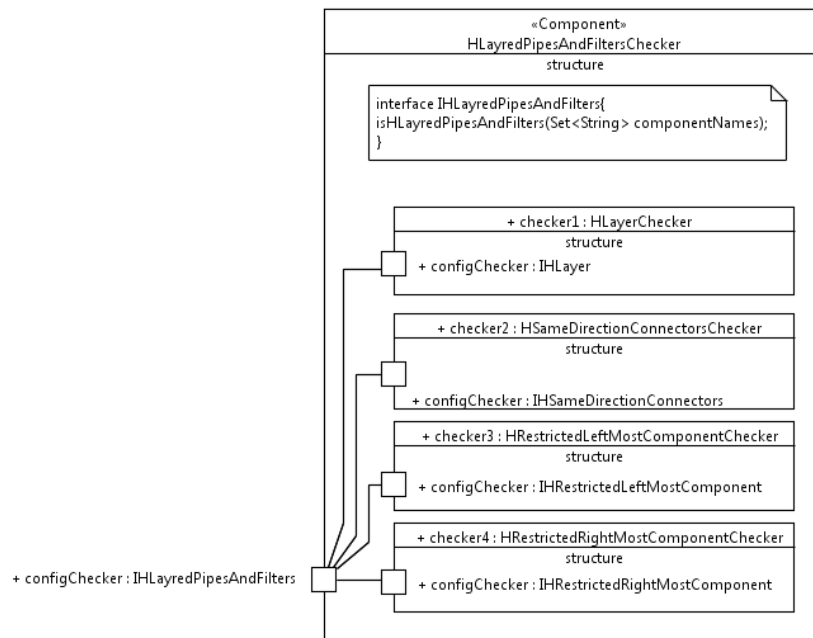 «Component»
HLayredPipesAndFiltersChecker
structure
interface IHLayredPipesAndFilters{
isHLayredPipesAndFilters(Set<String> componentNames);
}
+ checker1 : HLayerChecker
structure
+ configChecker : IHLayer
+ checker2 : HSameDirectionConnectorsChecker
structure
+ configChecker : IHSameDirectionConnectors
+ checker3 : HRestrictedLeftMostComponentChecker
structure
+ configChecker : IHRestrictedLeftMostComponent
+ checker4 : HRestrictedRightMostComponentChecker
structure
+ configChecker : IHLayredPipesAndFilters
+ configChecker : IHRestrictedRightMostComponent